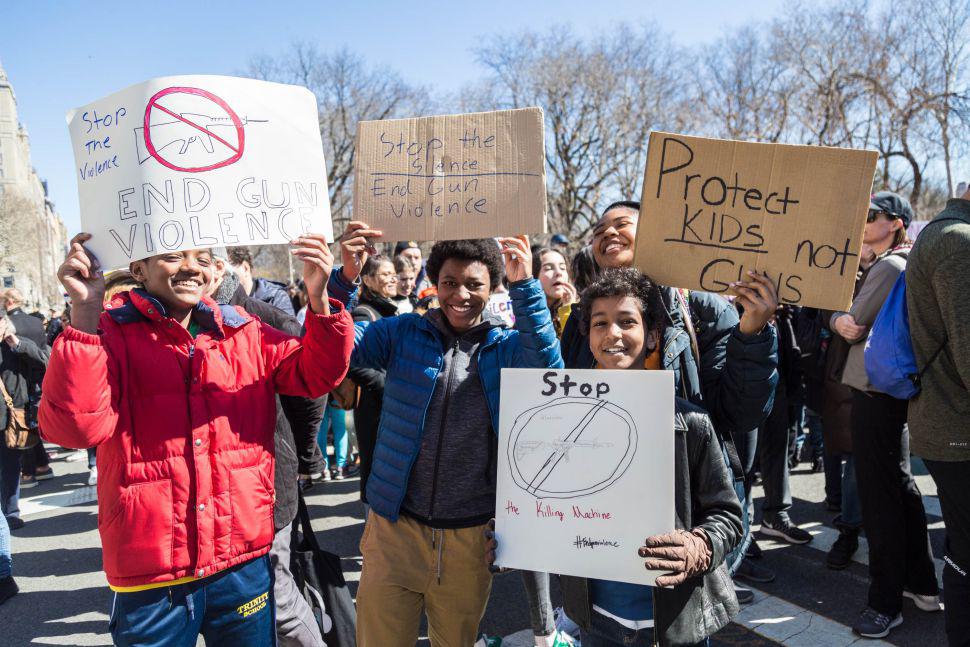 Stop
The
Violence
END GUN
VIOLENCE
Stop the
Silence
End Gun
Violence
Protect
KIDS not
Guns
Stop
the Killing Machine
TRINITY
SCHOOL